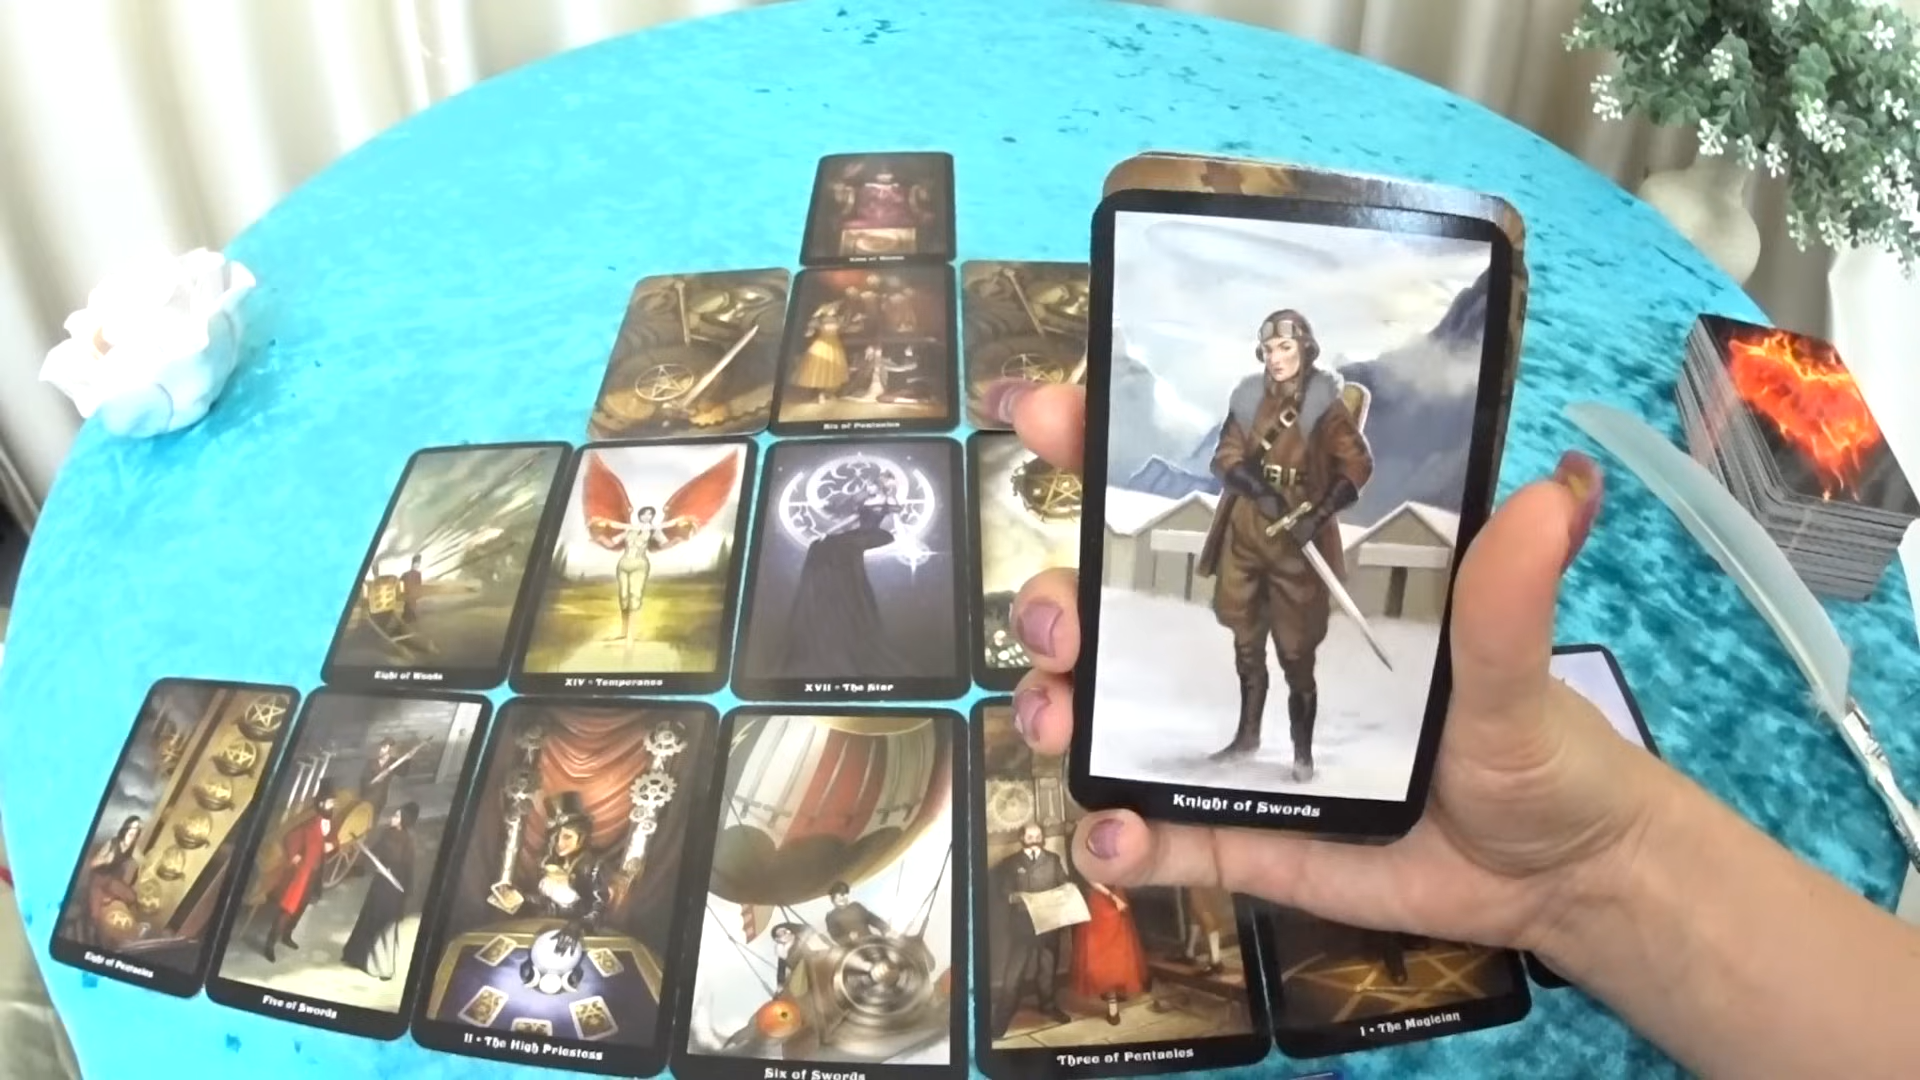 Six of Pentacles
Eight of Wands
XIV • Temperance
XVII • The Star
Knight of Swords
Eight of Pentacles
Five of Swords
II • The High Priestess
Six of Swords
Three of Pentacles
I • The Magician